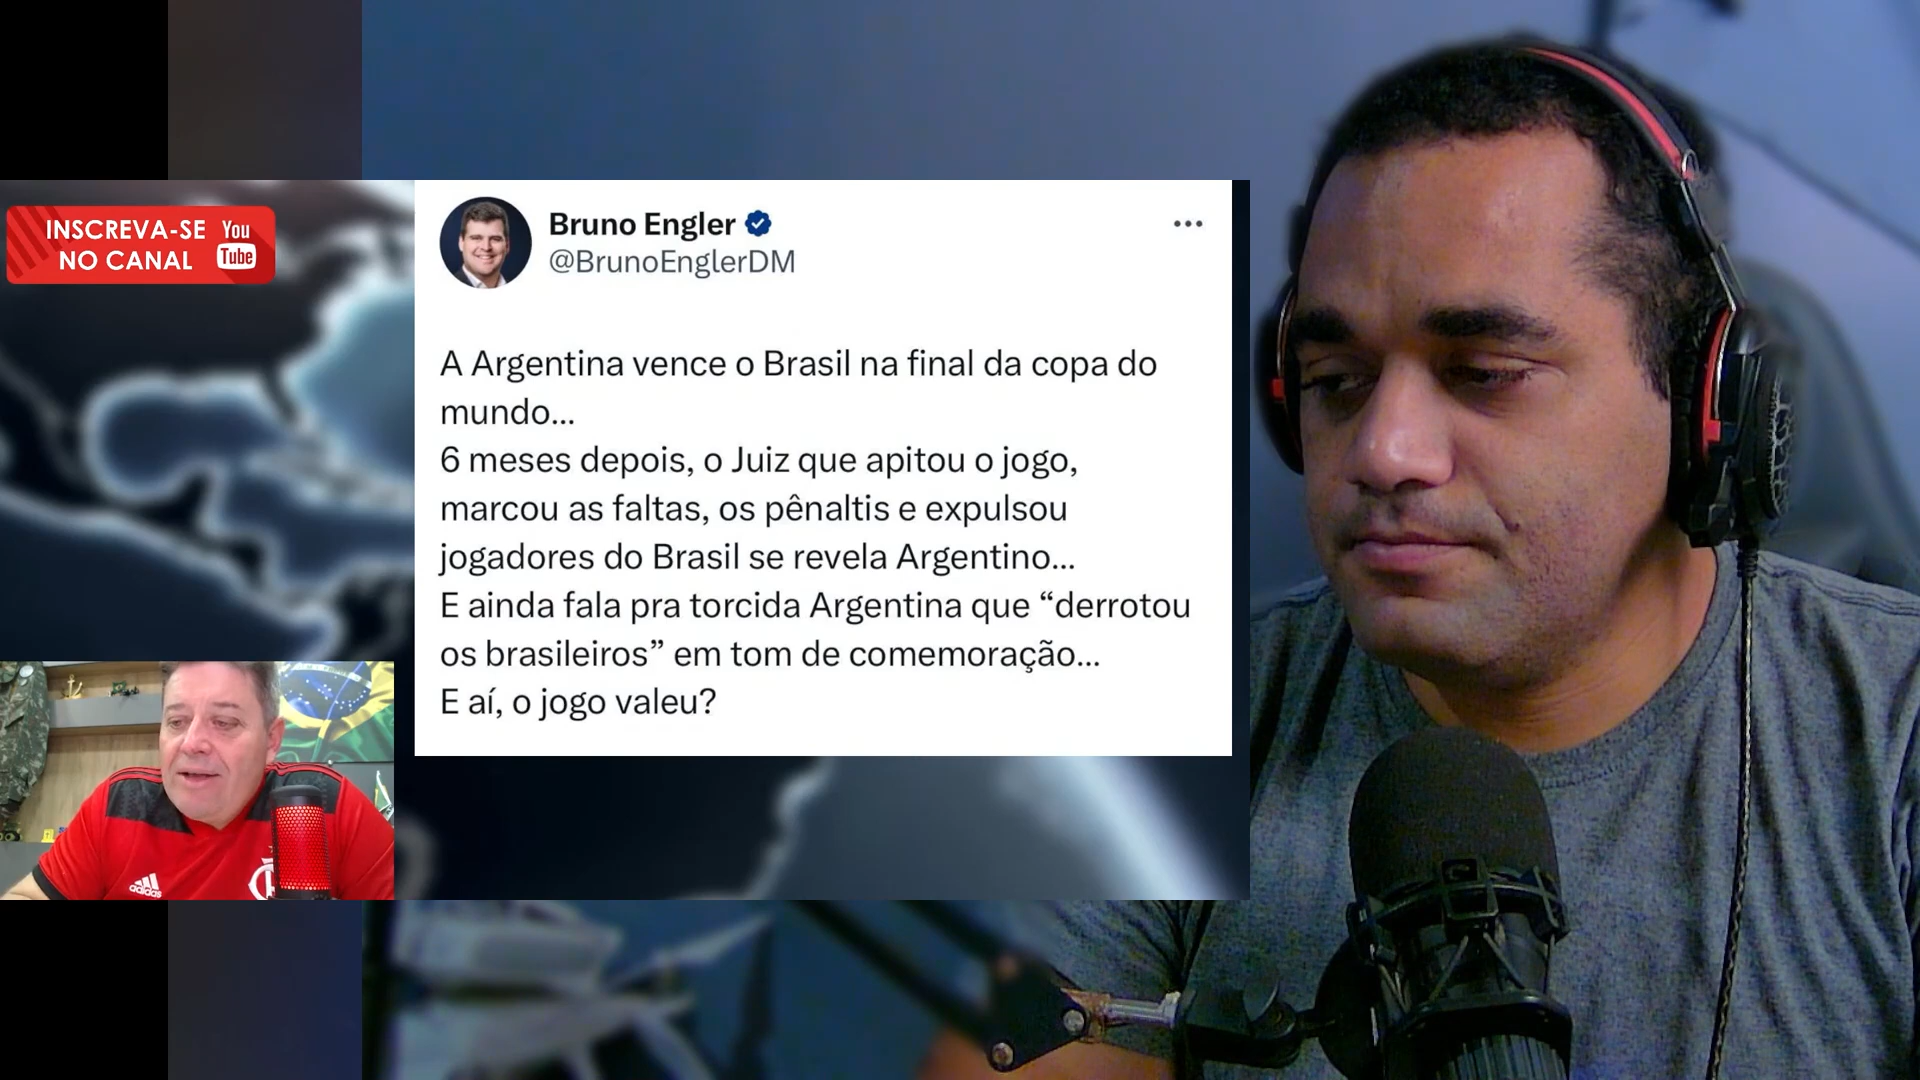 INSCREVA-SE
NO CANAL
You
Tube
Bruno Engler
@BrunoEnglerDM
A Argentina vence o Brasil na final da copa do
mundo...
6 meses depois, o Juiz que apitou o jogo,
marcou as faltas, os pênaltis e expulsou
jogadores do Brasil se revela Argentino...
E ainda fala pra torcida Argentina que “derrotou
os brasileiros” em tom de comemoração...
E aí, o jogo valeu?
adidas